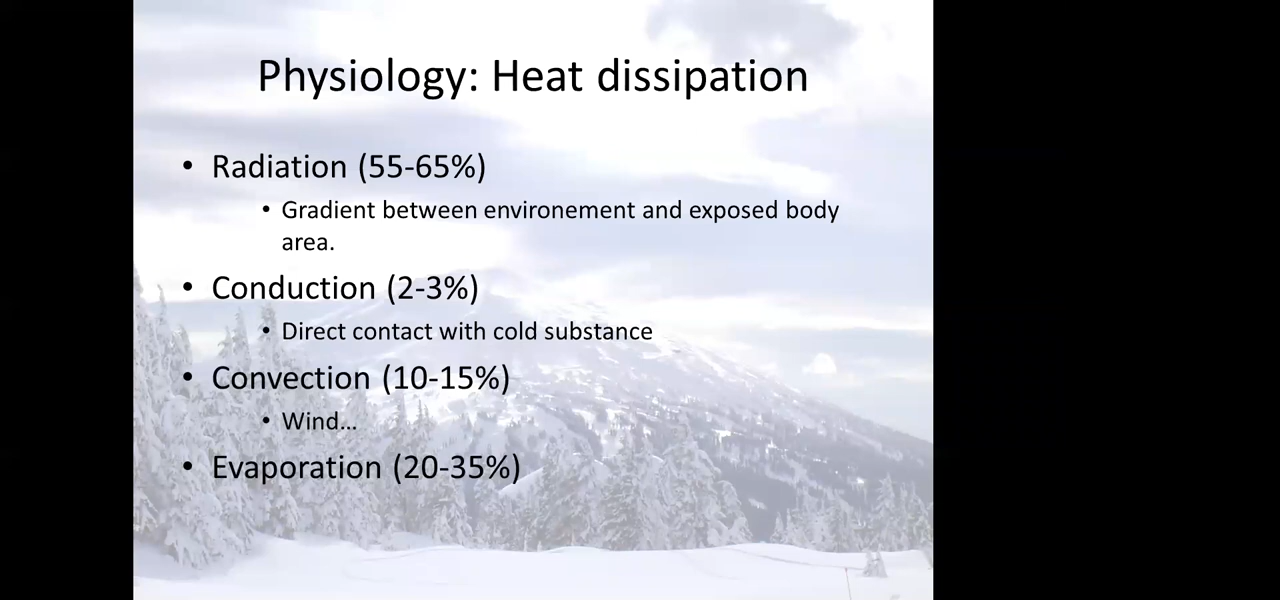 Physiology: Heat dissipation
• Radiation (55-65%)
• Gradient between environement and exposed body
area.
• Conduction (2-3%)
• Direct contact with cold substance
• Convection (10-15%)
• Wind...
• Evaporation (20-35%)